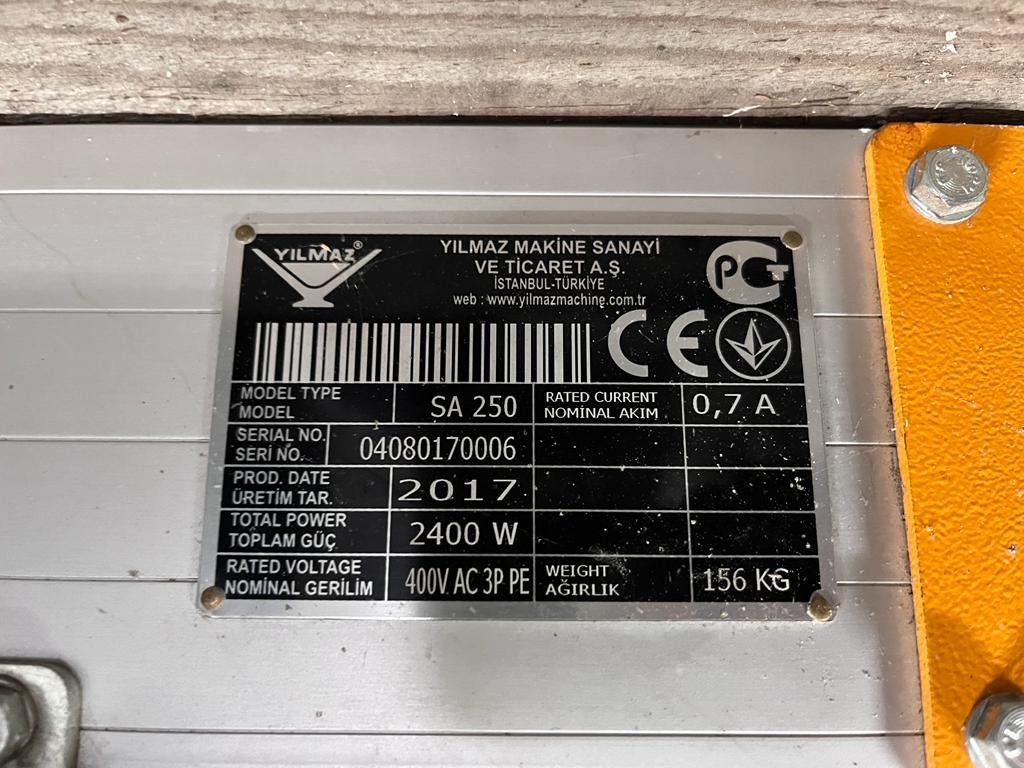 YILMAZ®
YILMAZ MAKİNE SANAYİ
VE TİCARET A.Ş.
İSTANBUL-TÜRKİYE
web : www.yilmazmachine.com.tr
PG
CE
MODEL TYPE
MODEL
SA 250
RATED CURRENT
NOMİNAL AKIM
0,7 A
SERIAL NO.
SERİ NO.
04080170006
PROD. DATE
ÜRETİM TAR.
2017
TOTAL POWER
TOPLAM GÜÇ
2400 W
RATED VOLTAGE
NOMİNAL GERİLİM
400V AC 3P PE
WEIGHT
AĞIRLIK
156 KG